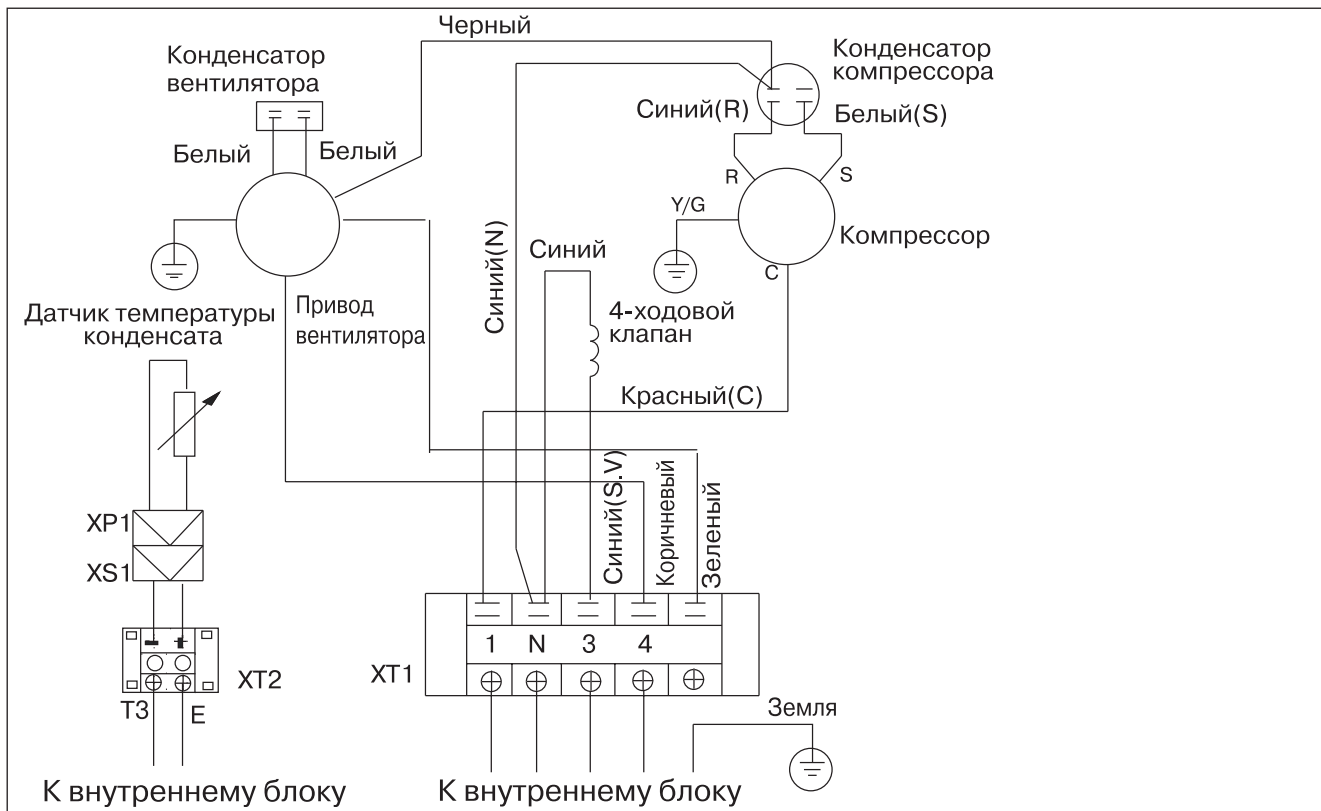 Черный
Конденсатор
вентилятора
Конденсатор
компрессора
Синий(R)
Белый(S)
Белый
Белый
R
S
Y/G
Компрессор
C
Синий(N)
Синий
Датчик температуры
конденсата
Привод
вентилятора
4-ходовой
клапан
Красный(C)
Синий(S.V)
Коричневый
Зеленый
XP1
XS1
1 N 3 4
XT2
XT1
T3
E
Земля
К внутреннему блоку
К внутреннему блоку